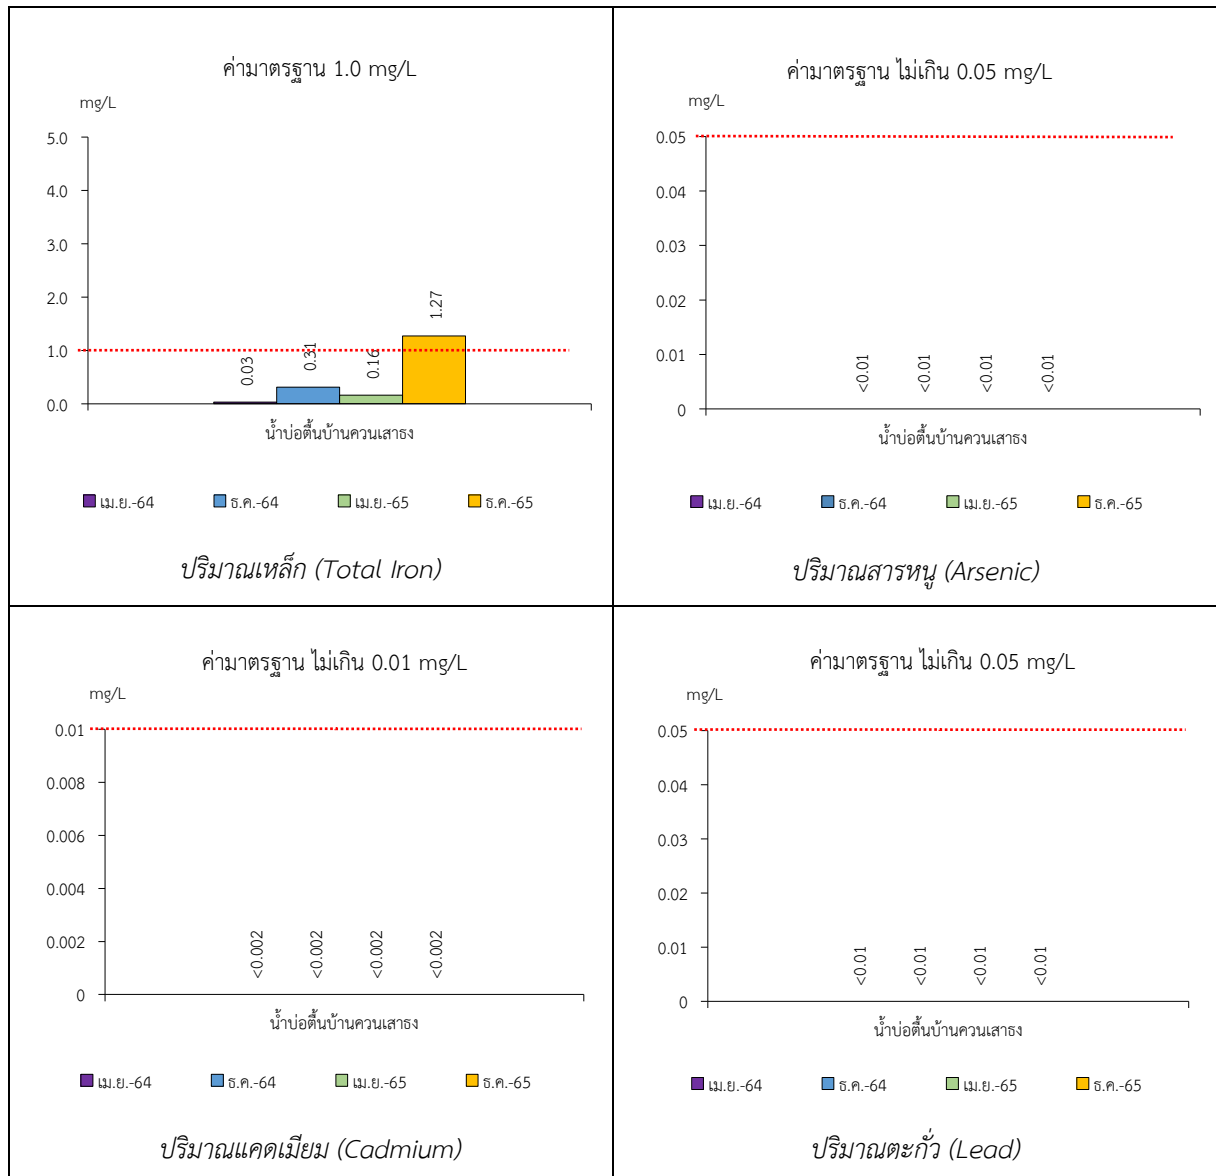 ค่ามาตรฐาน 1.0 mg/L
mg/L
5.0
4.0
3.0
2.0
1.0
0.0
0.03
0.31
0.16
1.27
น้ำบ่อตื้นบ้านควนเสาธง
เม.ย.-64 ธ.ค.-64 เม.ย.-65 ธ.ค.-65
ปริมาณเหล็ก (Total Iron)
ค่ามาตรฐาน ไม่เกิน 0.05 mg/L
mg/L
0.05
0.04
0.03
0.02
0.01
0
<0.01
<0.01
<0.01
<0.01
น้ำบ่อตื้นบ้านควนเสาธง
เม.ย.-64 ธ.ค.-64 เม.ย.-65 ธ.ค.-65
ปริมาณสารหนู (Arsenic)
ค่ามาตรฐาน ไม่เกิน 0.01 mg/L
mg/L
0.01
0.008
0.006
0.004
0.002
0
<0.002
<0.002
<0.002
<0.002
น้ำบ่อตื้นบ้านควนเสาธง
เม.ย.-64 ธ.ค.-64 เม.ย.-65 ธ.ค.-65
ปริมาณแคดเมียม (Cadmium)
ค่ามาตรฐาน ไม่เกิน 0.05 mg/L
mg/L
0.05
0.04
0.03
0.02
0.01
0
<0.01
<0.01
<0.01
<0.01
น้ำบ่อตื้นบ้านควนเสาธง
เม.ย.-64 ธ.ค.-64 เม.ย.-65 ธ.ค.-65
ปริมาณตะกั่ว (Lead)